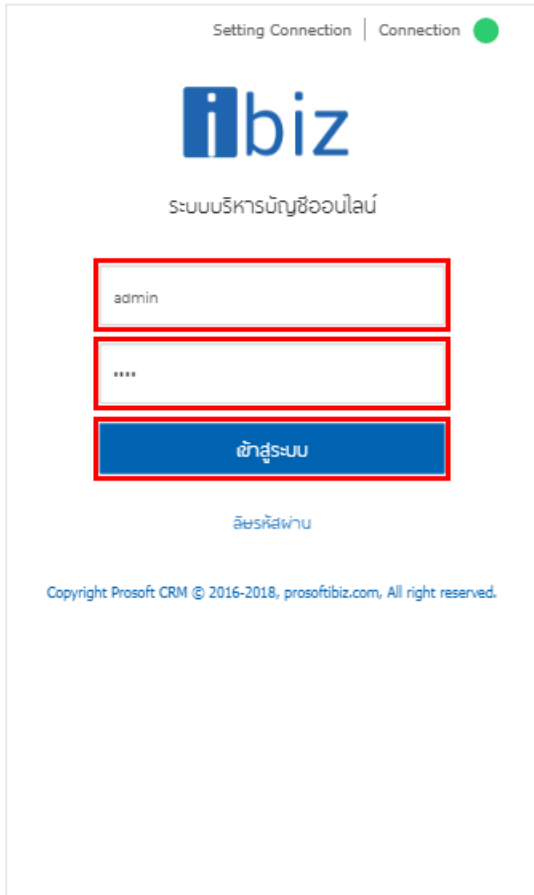 Setting Connection | Connection
ibiz
ระบบบริหารบัญชีออนไลน์
admin
••••
เข้าสู่ระบบ
ลืมรหัสผ่าน
Copyright Prosoft CRM © 2016-2018, prosoftibiz.com, All right reserved.